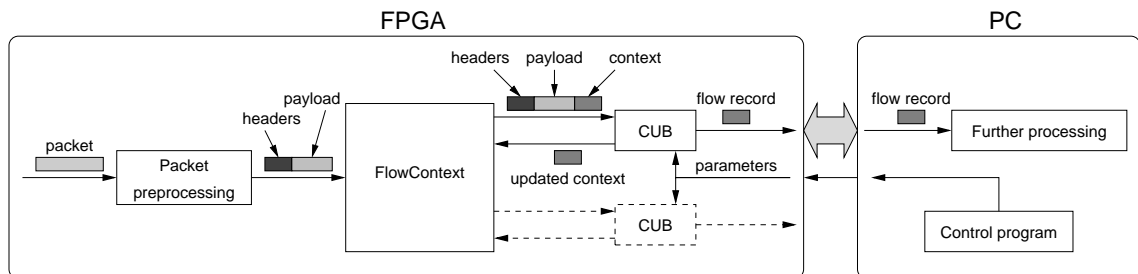 FPGA
PC
headers
payload
context
payload
headers
flow record
flow record
packet
CUB
Further processing
Packet
preprocessing
FlowContext
updated context
parameters
CUB
Control program